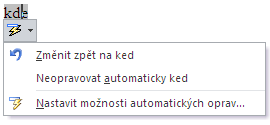 kde
Změnit zpět na ked
Neopravovat automaticky ked
Nastavit možnosti automatických oprav...